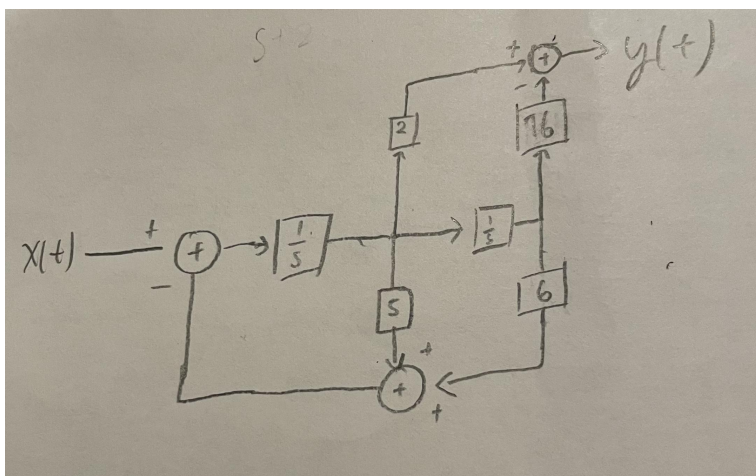 S+2
+ + y(t)
-
2 16
x(t) + + 1/s 1/s
-
5 6
+
+ +